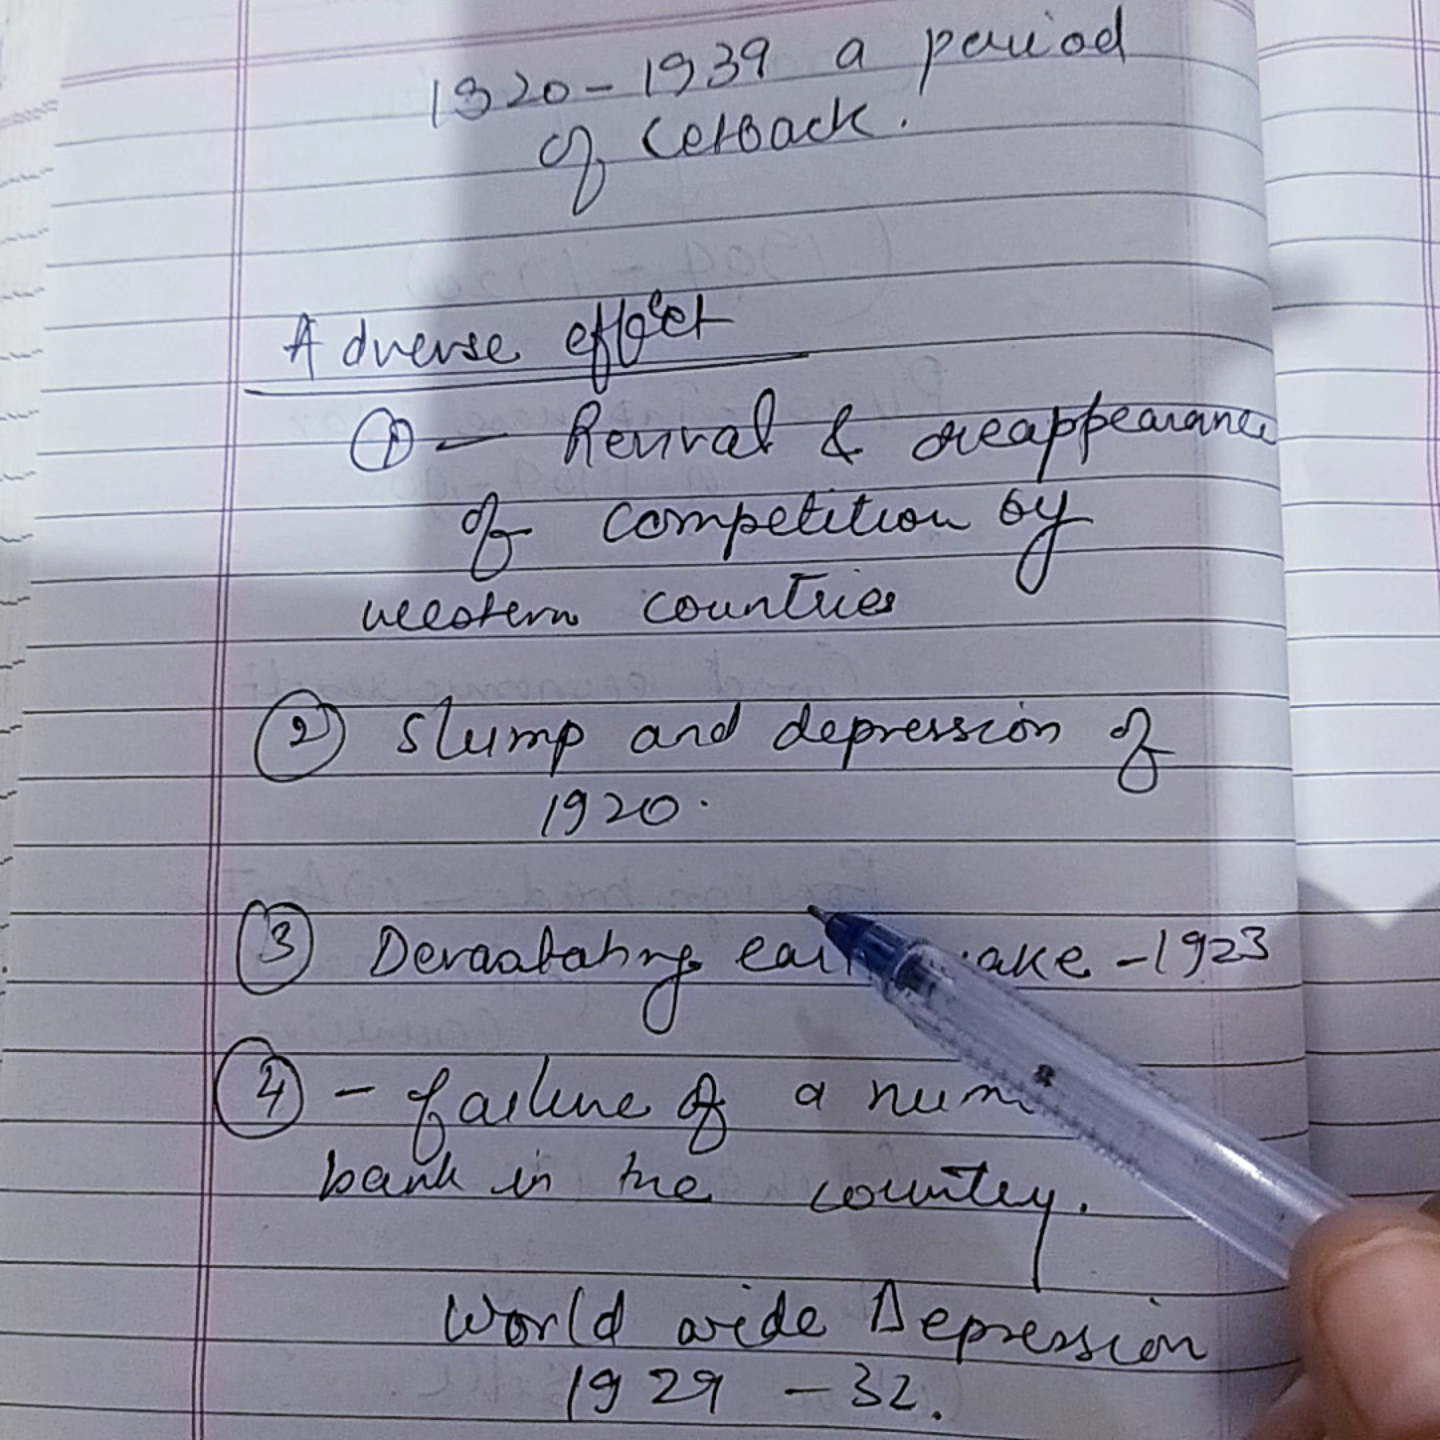 1920-1939 a period
of setback.
Adverse effect
① — Revival & reappearance
of competition by
western countries
② Slump and depression of
1920.
③ Devastating -1923
④ - failure of a
bank in the country.
World wide Depression
1929 - 32.